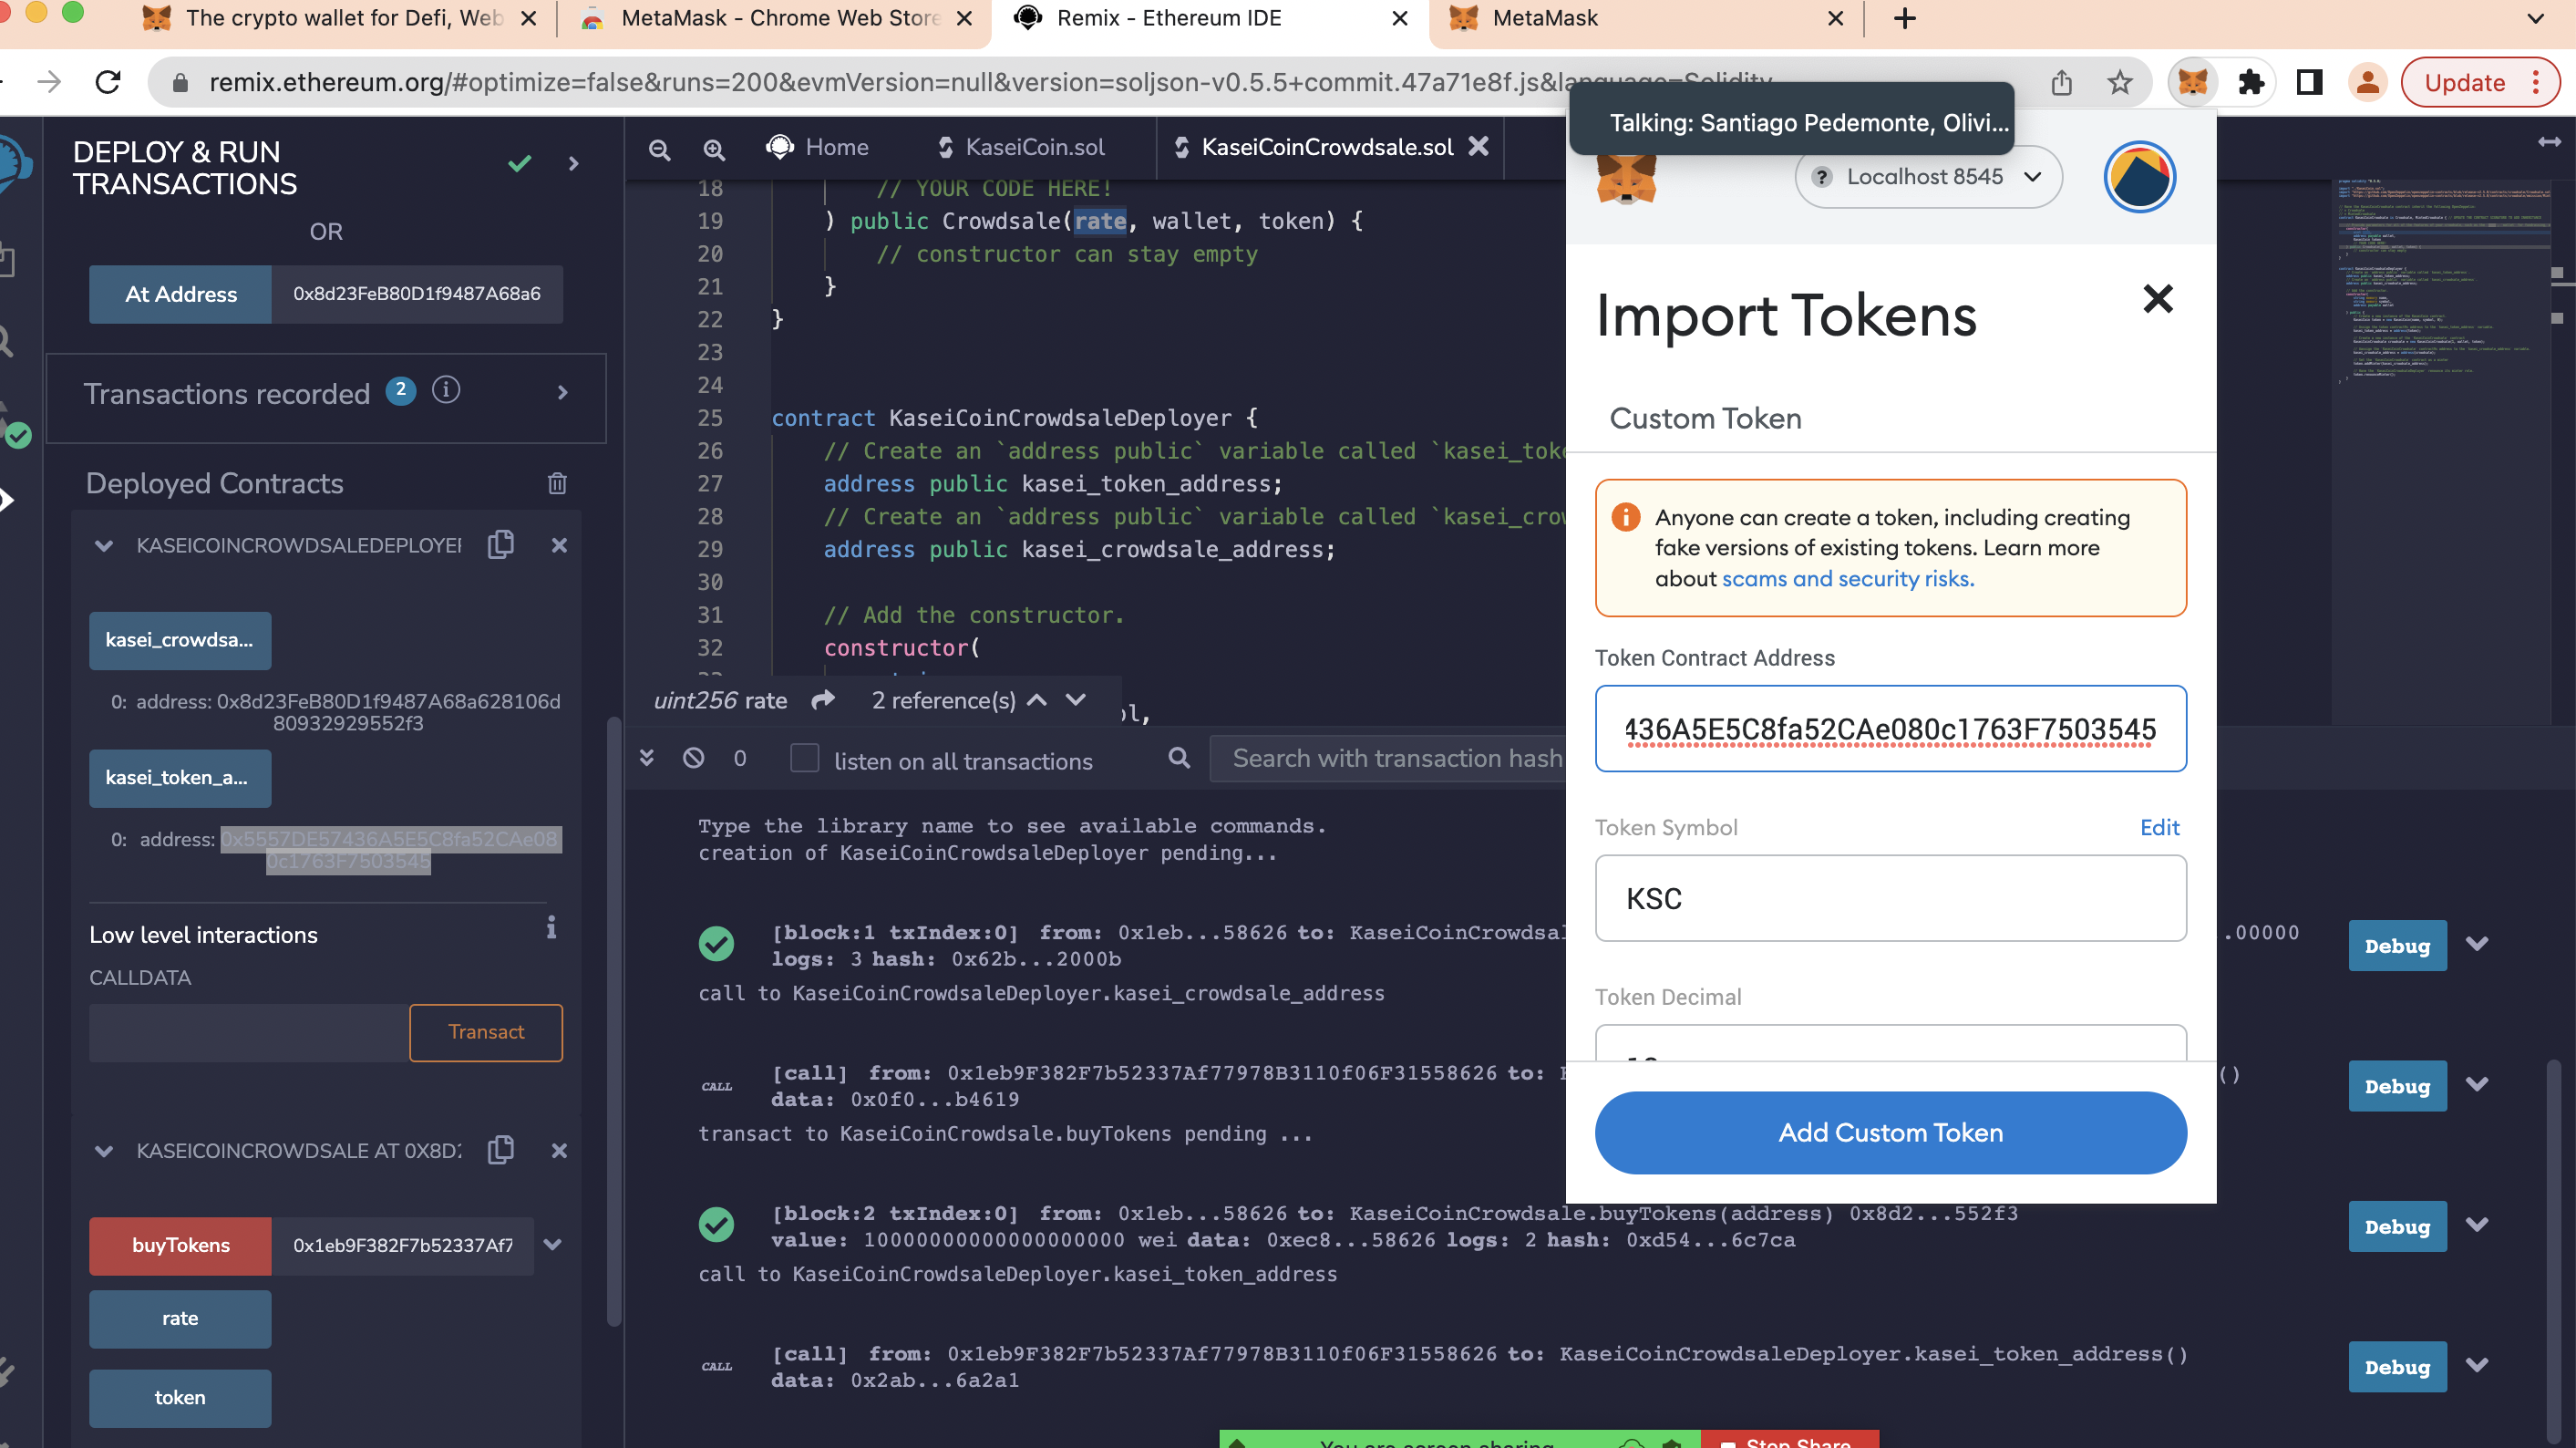 The crypto wallet for Defi, Web
MetaMask - Chrome Web Store
Remix - Ethereum IDE
MetaMask
remix.ethereum.org/#optimize=false&runs=200&evmVersion=null&version=soljson-v0.5.5+commit.47a71e8f.js&language=Solidity
Update
Talking: Santiago Pedemonte, Olivi...
DEPLOY & RUN
TRANSACTIONS
OR
At Address
0x8d23FeB80D1f9487A68a6
Transactions recorded 2
Deployed Contracts
KASEICOINCROWDSALEDEPLOYER
kasei_crowdsa...
0: address: 0x8d23FeB80D1f9487A68a628106d
80932929552f3
kasei_token_a...
0: address: 0x5557DE57436A5E5C8fa52CAe08
0c1763F7503545
Low level interactions
CALLDATA
Transact
KASEICOINCROWDSALE AT 0X8D2
buyTokens
0x1eb9F382F7b52337Af7
rate
token
Home
KaseiCoin.sol
KaseiCoinCrowdsale.sol
18 // YOUR CODE HERE!
19 ) public Crowdsale(rate, wallet, token) {
20 // constructor can stay empty
21 }
22 }
23
24
25 contract KaseiCoinCrowdsaleDeployer {
26 // Create an `address public` variable called `kasei_toke
27 address public kasei_token_address;
28 // Create an `address public` variable called `kasei_crow
29 address public kasei_crowdsale_address;
30
31 // Add the constructor.
32 constructor(
uint256 rate
2 reference(s)
ol,
0
listen on all transactions
Search with transaction hash
Type the library name to see available commands.
creation of KaseiCoinCrowdsaleDeployer pending...
[block:1 txIndex:0] from: 0x1eb...58626 to: KaseiCoinCrowdsal
.00000
logs: 3 hash: 0x62b...2000b
Debug
call to KaseiCoinCrowdsaleDeployer.kasei_crowdsale_address
CALL
[call] from: 0x1eb9F382F7b52337Af77978B3110f06F31558626 to:
()
data: 0x0f0...b4619
Debug
transact to KaseiCoinCrowdsale.buyTokens pending ...
[block:2 txIndex:0] from: 0x1eb...58626 to: KaseiCoinCrowdsale.buyTokens(address) 0x8d2...552f3
value: 10000000000000000000 wei data: 0xec8...58626 logs: 2 hash: 0xd54...6c7ca
Debug
call to KaseiCoinCrowdsaleDeployer.kasei_token_address
CALL
[call] from: 0x1eb9F382F7b52337Af77978B3110f06F31558626 to: KaseiCoinCrowdsaleDeployer.kasei_token_address()
data: 0x2ab...6a2a1
Debug
Localhost 8545
Import Tokens
Custom Token
Anyone can create a token, including creating
fake versions of existing tokens. Learn more
about scams and security risks.
Token Contract Address
436A5E5C8fa52CAe080c1763F7503545
Token Symbol
Edit
KSC
Token Decimal
Add Custom Token
You are screen sharing
Stop Share